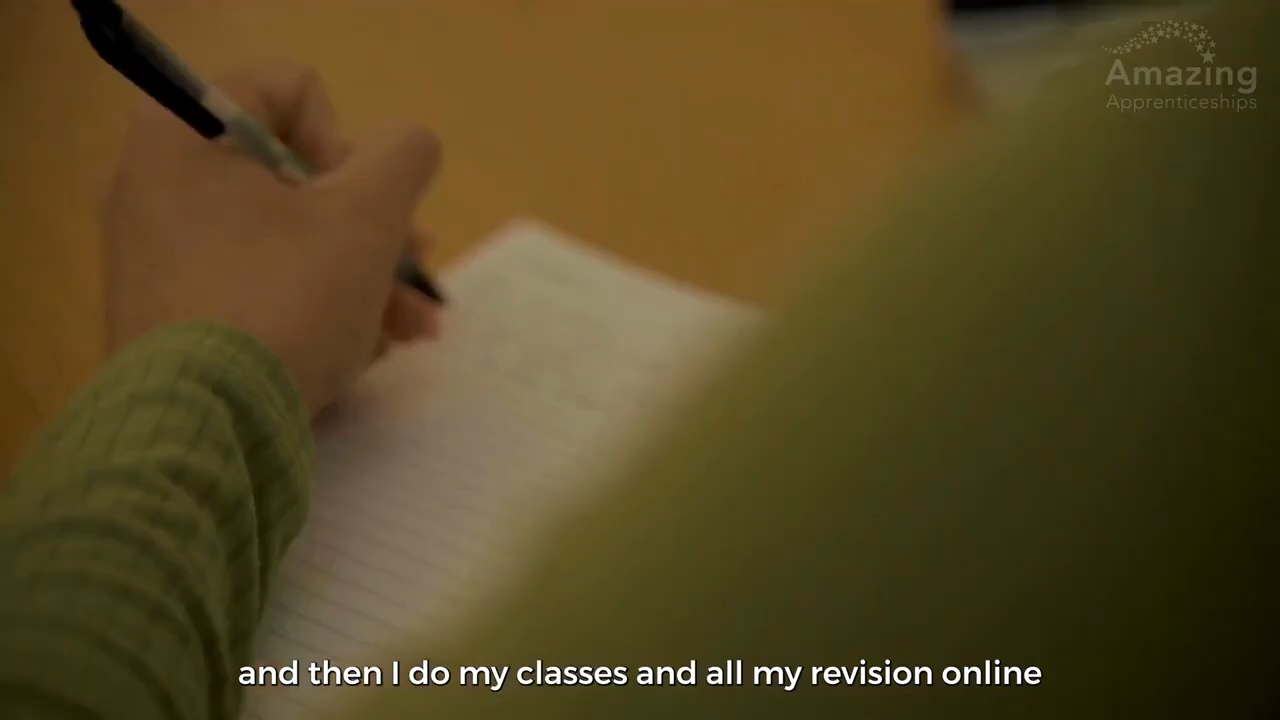 Amazing
Apprenticeships
and then I do my classes and all my revision online